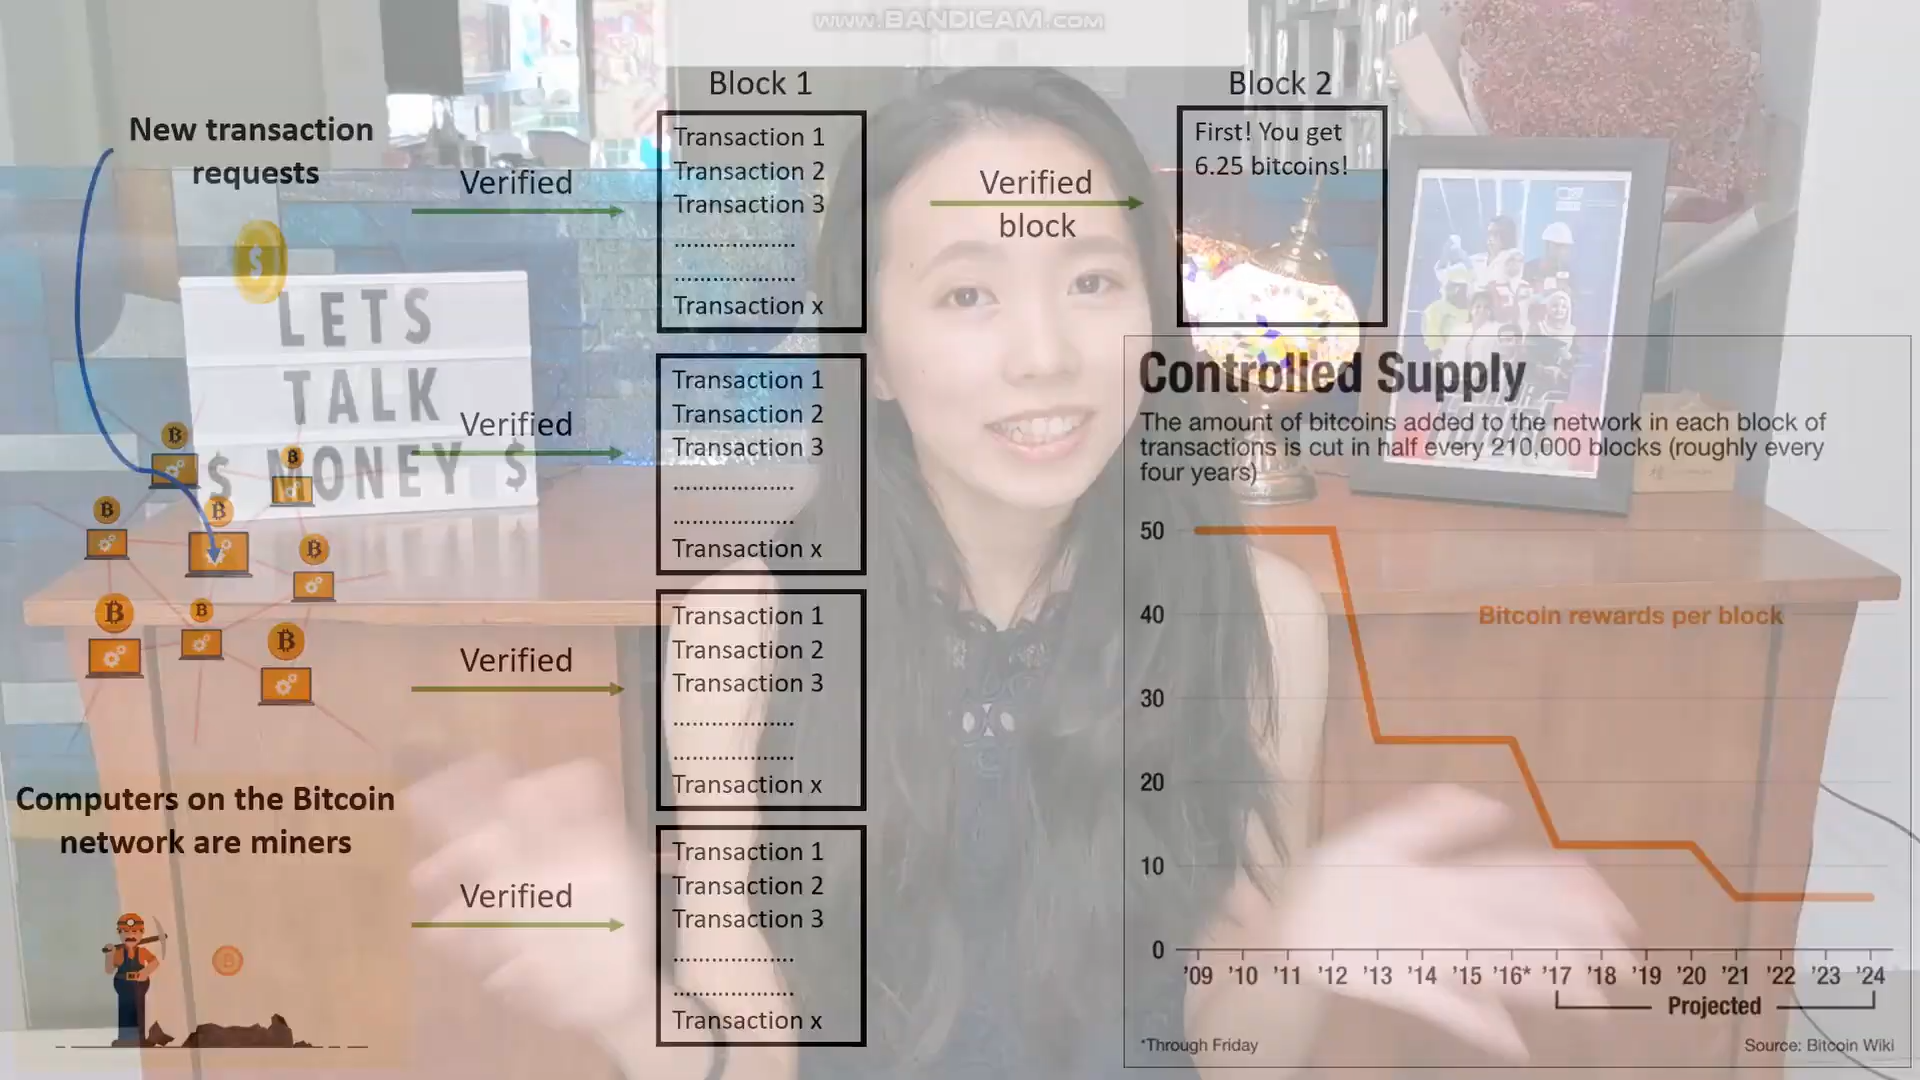 www.BANDICAM.com
Block 1
Block 2
New transaction
requests
Verified
Transaction 1
Transaction 2
Transaction 3
...................
...................
Transaction x
Verified
block
First! You get
6.25 bitcoins!
$
LETS
TALK
$ MONEY $
Verified
Transaction 1
Transaction 2
Transaction 3
...................
...................
Transaction x
Verified
Transaction 1
Transaction 2
Transaction 3
...................
...................
Transaction x
Computers on the Bitcoin
network are miners
Verified
Transaction 1
Transaction 2
Transaction 3
...................
...................
Transaction x
Controlled Supply
The amount of bitcoins added to the network in each block of
transactions is cut in half every 210,000 blocks (roughly every
four years)
50
40
30
20
10
0
Bitcoin rewards per block
'09 '10 '11 '12 '13 '14 '15 '16* '17 '18 '19 '20 '21 '22 '23 '24
Projected
*Through Friday
Source: Bitcoin Wiki